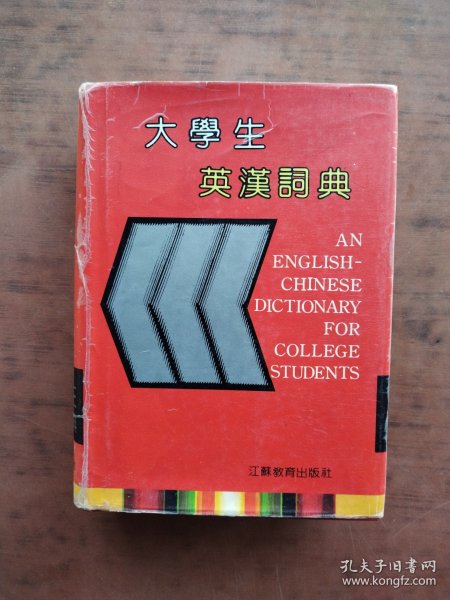 大學生
英漢詞典
AN
ENGLISH-
CHINESE
DICTIONARY
FOR
COLLEGE
STUDENTS
江蘇教育出版社
孔夫子旧书网
www.kongfz.com